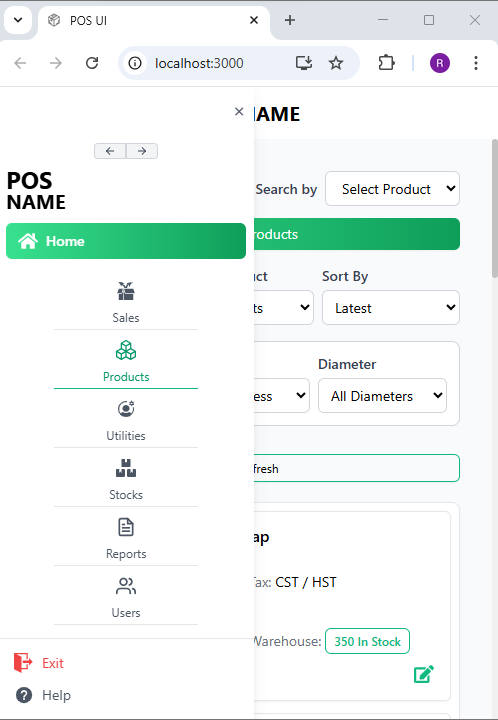 POS UI
localhost:3000
R
NAME
POS
NAME
Home
Sales
Products
Utilities
Stocks
Reports
Users
Exit
Help
Search by
Select Product
roducts
uct
Sort By
ts
Latest
Diameter
ess
All Diameters
fresh
ap
Tax: CST / HST
Warehouse: 350 In Stock